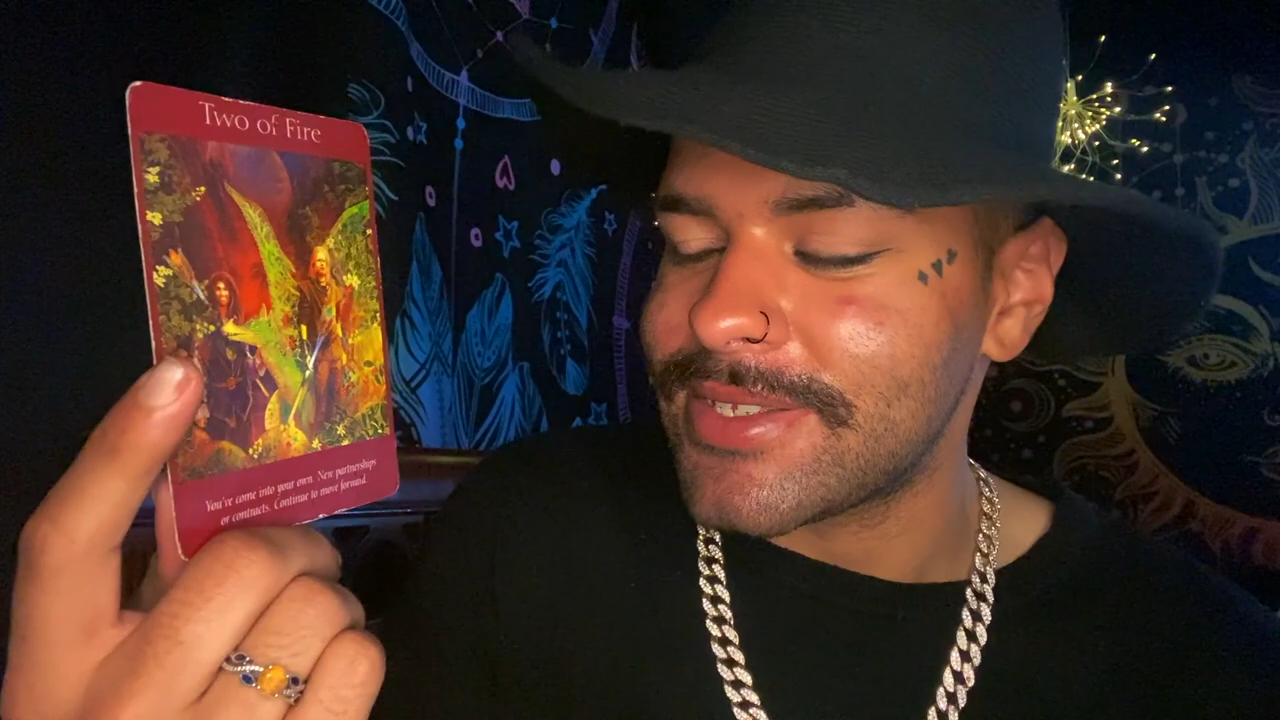 Two of Fire
You've come into your own. New partnerships
or contracts. Continue to move forward.